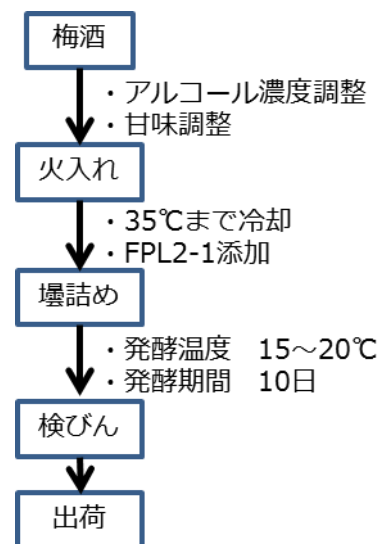 梅酒
・アルコール濃度調整
・甘味調整
火入れ
・35℃まで冷却
・FPL2-1添加
壜詰め
・発酵温度　15～20℃
・発酵期間　10日
検びん
出荷